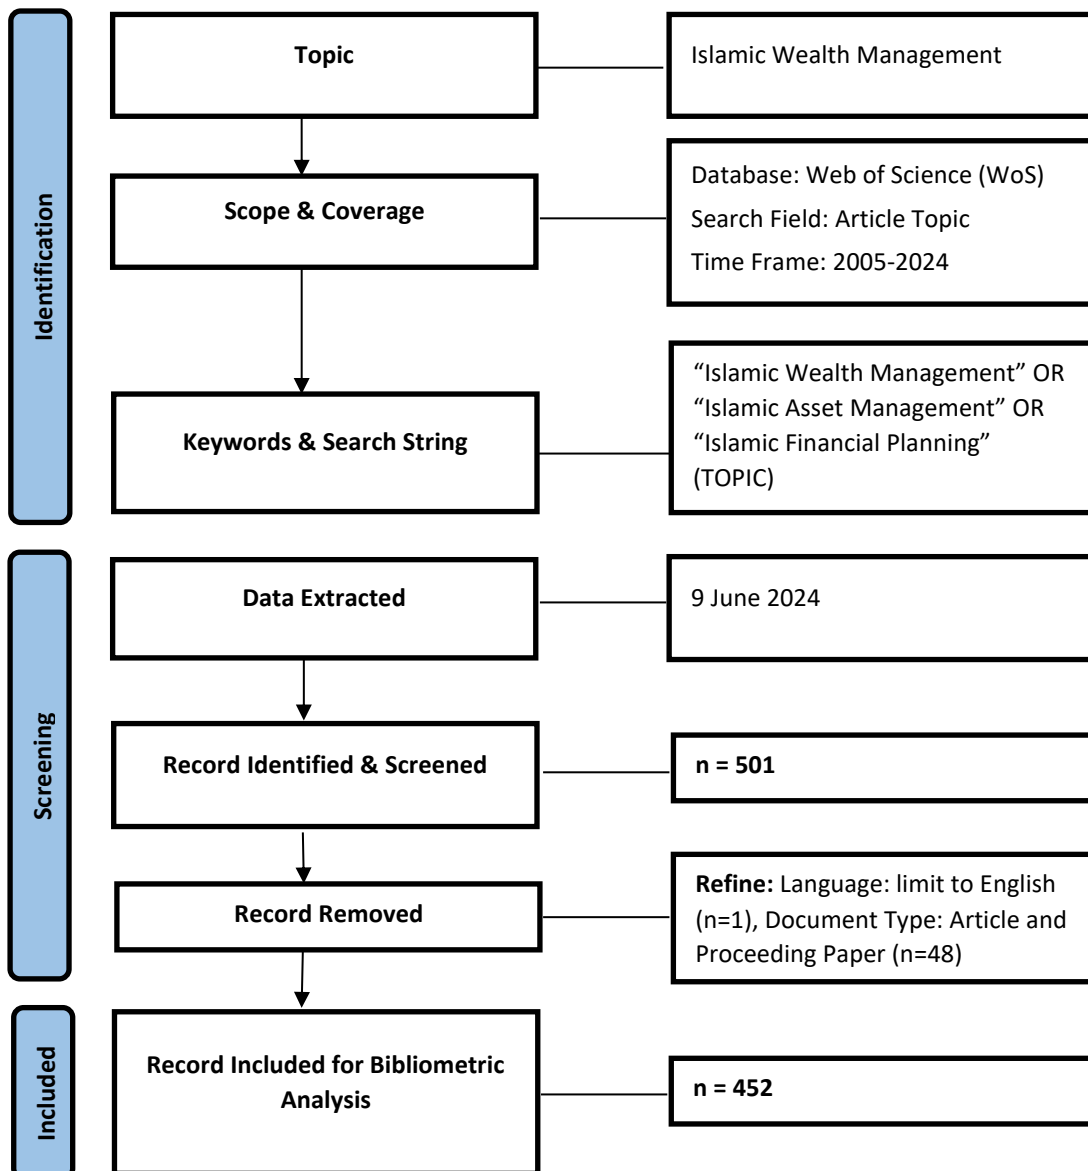 Identification
Topic
Islamic Wealth Management
Scope & Coverage
Database: Web of Science (WoS)
Search Field: Article Topic
Time Frame: 2005-2024
Keywords & Search String
“Islamic Wealth Management” OR
“Islamic Asset Management” OR
“Islamic Financial Planning”
(TOPIC)
Screening
Data Extracted
9 June 2024
Record Identified & Screened
n = 501
Record Removed
Refine: Language: limit to English
(n=1), Document Type: Article and
Proceeding Paper (n=48)
Included
Record Included for Bibliometric
Analysis
n = 452